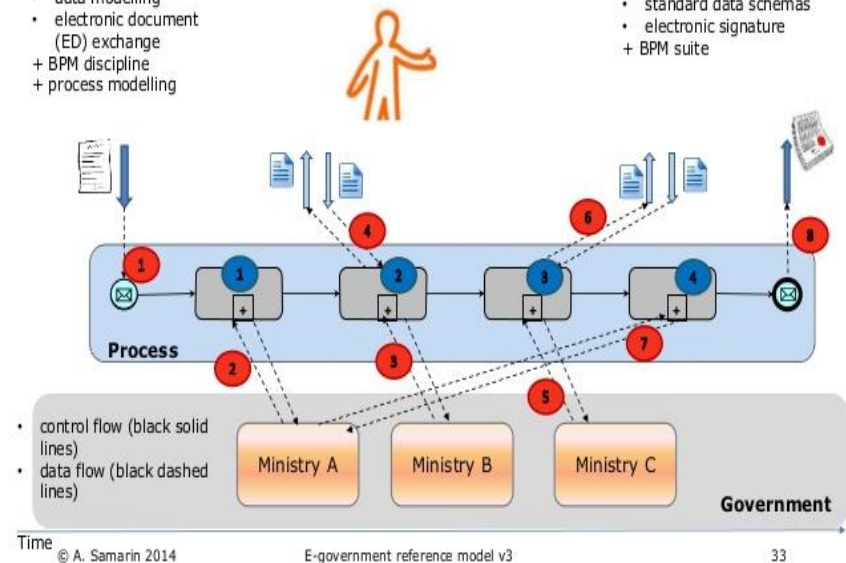 data modelling
• electronic document
(ED) exchange
+ BPM discipline
+ process modelling
• standard data schemas
• electronic signature
+ BPM suite
4
6
8
1
1
2
3
4
+
+
+
+
Process
2
3
7
5
• control flow (black solid
lines)
• data flow (black dashed
lines)
Ministry A
Ministry B
Ministry C
Government
Time
© A. Samarin 2014
E-government reference model v3
33